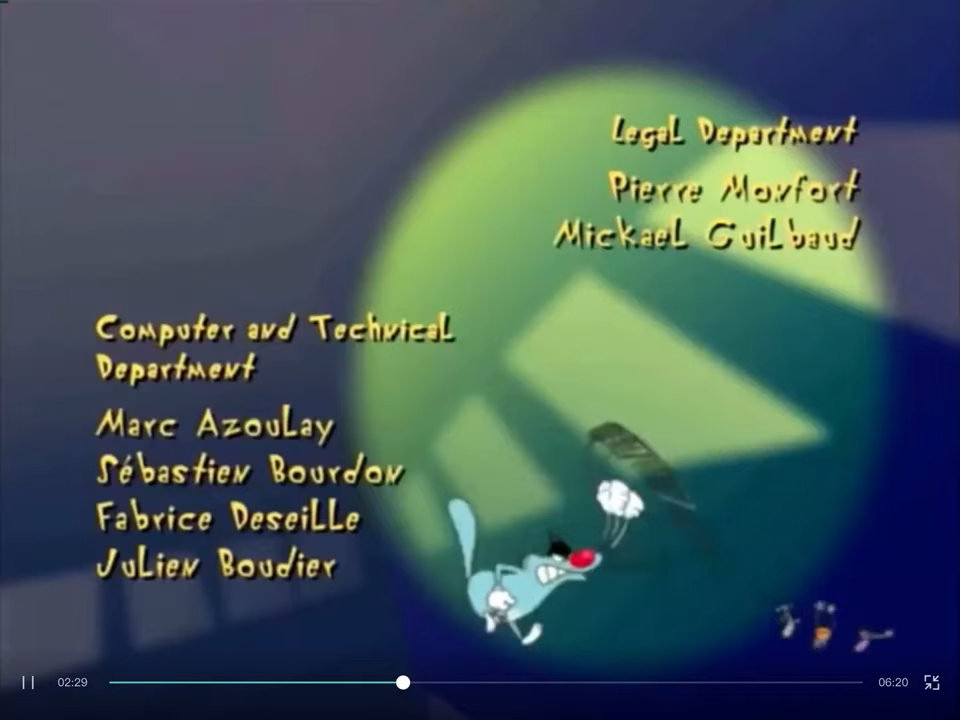 Legal Department
Pierre Monfort
Mickael Guilbaud
Computer and Technical
Department
Marc Azoulay
Sébastien Bourdon
Fabrice Deseille
Julien Boudier
02:29
06:20